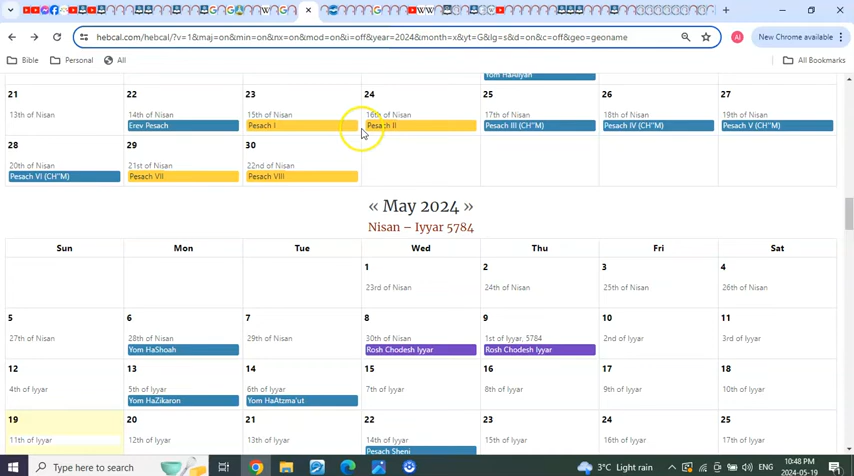 hebcal.com/hebcal/?v=1&maj=on&min=on&nx=on&mod=on&i=off&year=2024&month=x&yt=G&lg=s&d=on&c=off&geo=geoname
AI
New Chrome available
Bible
Personal
All
All Bookmarks
Yom HaAliyah
21 22 23 24 25 26 27
13th of Nisan 14th of Nisan 15th of Nisan 16th of Nisan 17th of Nisan 18th of Nisan 19th of Nisan
Erev Pesach Pesach I Pesach II Pesach III (CH''M) Pesach IV (CH''M) Pesach V (CH''M)
28 29 30
20th of Nisan 21st of Nisan 22nd of Nisan
Pesach VI (CH''M) Pesach VII Pesach VIII
« May 2024 »
Nisan – Iyyar 5784
Sun Mon Tue Wed Thu Fri Sat
1 2 3 4
23rd of Nisan 24th of Nisan 25th of Nisan 26th of Nisan
5 6 7 8 9 10 11
27th of Nisan 28th of Nisan 29th of Nisan 30th of Nisan 1st of Iyyar, 5784 2nd of Iyyar 3rd of Iyyar
Yom HaShoah Rosh Chodesh Iyyar Rosh Chodesh Iyyar
12 13 14 15 16 17 18
4th of Iyyar 5th of Iyyar 6th of Iyyar 7th of Iyyar 8th of Iyyar 9th of Iyyar 10th of Iyyar
Yom HaZikaron Yom HaAtzma'ut
19 20 21 22 23 24 25
11th of Iyyar 12th of Iyyar 13th of Iyyar 14th of Iyyar 15th of Iyyar 16th of Iyyar 17th of Iyyar
Pesach Sheni
Type here to search
3°C Light rain
ENG
10:48 PM
2024-05-19